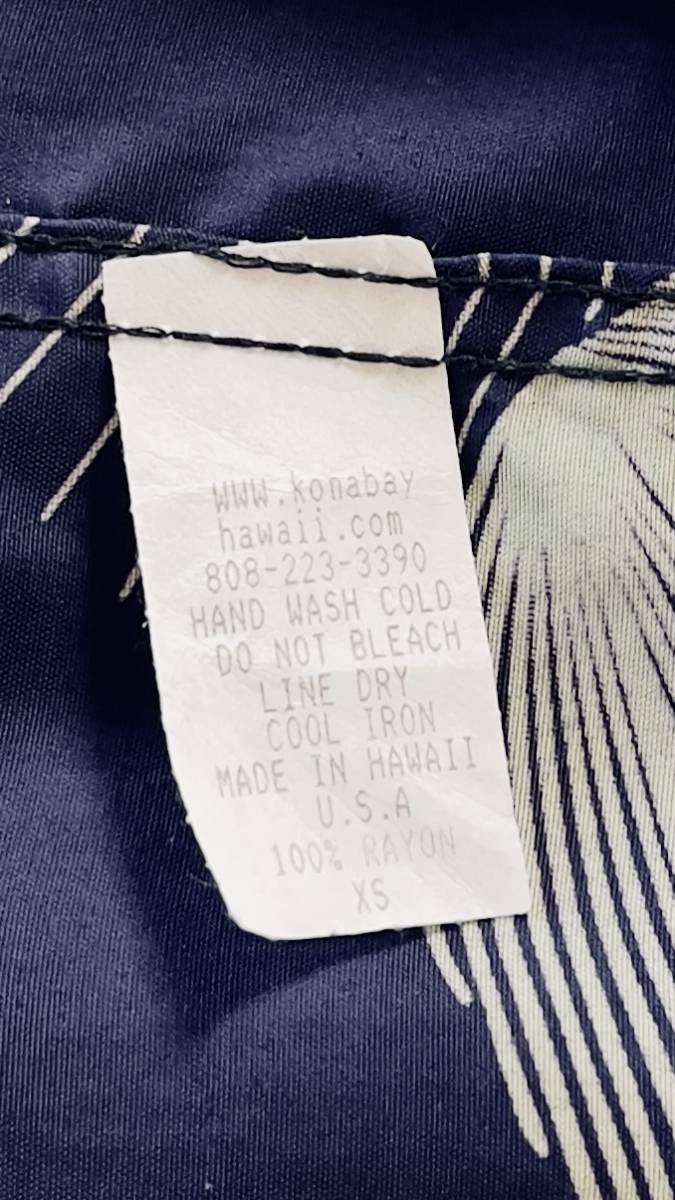 www.konabay
hawaii.com
808-223-3390
HAND WASH COLD
DO NOT BLEACH
LINE DRY
COOL IRON
MADE IN HAWAII
U.S.A
100% RAYON
XS